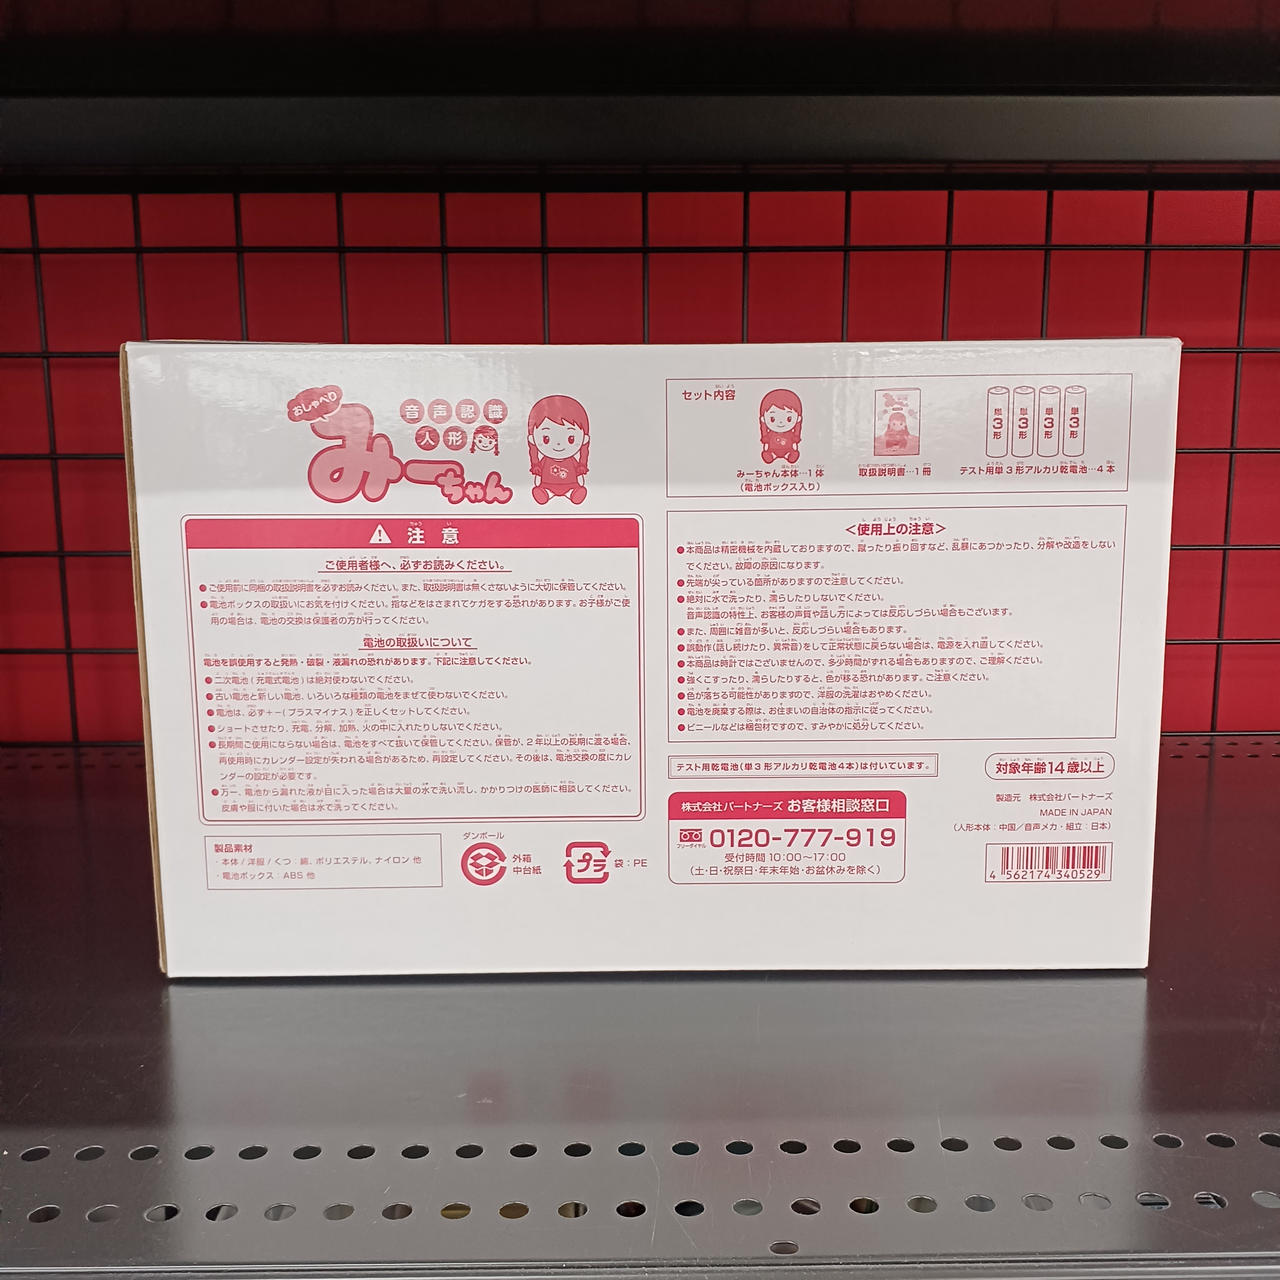 おしゃべり
音声認識
人形
みーちゃん
注意
ご使用者様へ、必ずお読みください。
●ご使用前に同梱の取扱説明書を必ずお読みください。また、取扱説明書は無くさないように大切に保管してください。
●電池ボックスの取扱いにお気を付けください。指などをはさまれてケガをする恐れがあります。お子様がご使
用の場合は、電池の交換は保護者の方が行ってください。
電池の取扱いについて
電池を誤使用すると発熱・破裂・液漏れの恐れがあります。下記に注意してください。
●二次電池(充電式電池)は絶対使わないでください。
●古い電池と新しい電池、いろいろな種類の電池をまぜて使わないでください。
●電池は、必ず+-(プラスマイナス)を正しくセットしてください。
●ショートさせたり、充電、分解、加熱、火の中に入れたりしないでください。
●長期間ご使用にならない場合は、電池をすべて抜いて保管してください。保管が、2年以上の長期に渡る場合、
再使用時にカレンダー設定が失われる場合があるため、再設定してください。その後は、電池交換の度にカレ
ンダーの設定が必要です。
●万一、電池から漏れた液が目に入った場合は大量の水で洗い流し、かかりつけの医師に相談してください。
皮膚や服に付いた場合は水で洗ってください。
製品素材
・本体/洋服/くつ:綿、ポリエステル、ナイロン 他
・電池ボックス:ABS 他
ダンボール
外箱
中台紙
プラ
袋:PE
セット内容
みーちゃん本体…1体
(電池ボックス入り)
取扱説明書…1冊
単3形
単3形
単3形
単3形
テスト用単3形アルカリ乾電池…4本
<使用上の注意>
●本商品は精密機械を内蔵しておりますので、蹴ったり振り回すなど、乱暴にあつかったり、分解や改造をしない
でください。故障の原因になります。
●先端が尖っている箇所がありますので注意してください。
●絶対に水で洗ったり、濡らしたりしないでください。
音声認識の特性上、お客様の声質や話し方によっては反応しづらい場合もございます。
●また、周囲に雑音が多いと、反応しづらい場合もあります。
●誤動作(話し続けたり、異常音)をして正常状態に戻らない場合は、電源を入れ直してください。
●本商品は時計ではございませんので、多少時間がずれる場合もありますので、ご理解ください。
●強くこすったり、濡らしたりすると、色が移る恐れがあります。ご注意ください。
●色が落ちる可能性がありますので、洋服の洗濯はおやめください。
●電池を廃棄する際は、お住まいの自治体の指示に従ってください。
●ビニールなどは梱包材ですので、すみやかに処分してください。
テスト用乾電池(単3形アルカリ乾電池4本)は付いています。
対象年齢14歳以上
株式会社パートナーズ お客様相談窓口
フリーダイヤル
0120-777-919
受付時間 10:00〜17:00
(土・日・祝祭日・年末年始・お盆休みを除く)
製造元 株式会社パートナーズ
MADE IN JAPAN
(人形本体:中国/音声メカ・組立:日本)
4 562174 340529